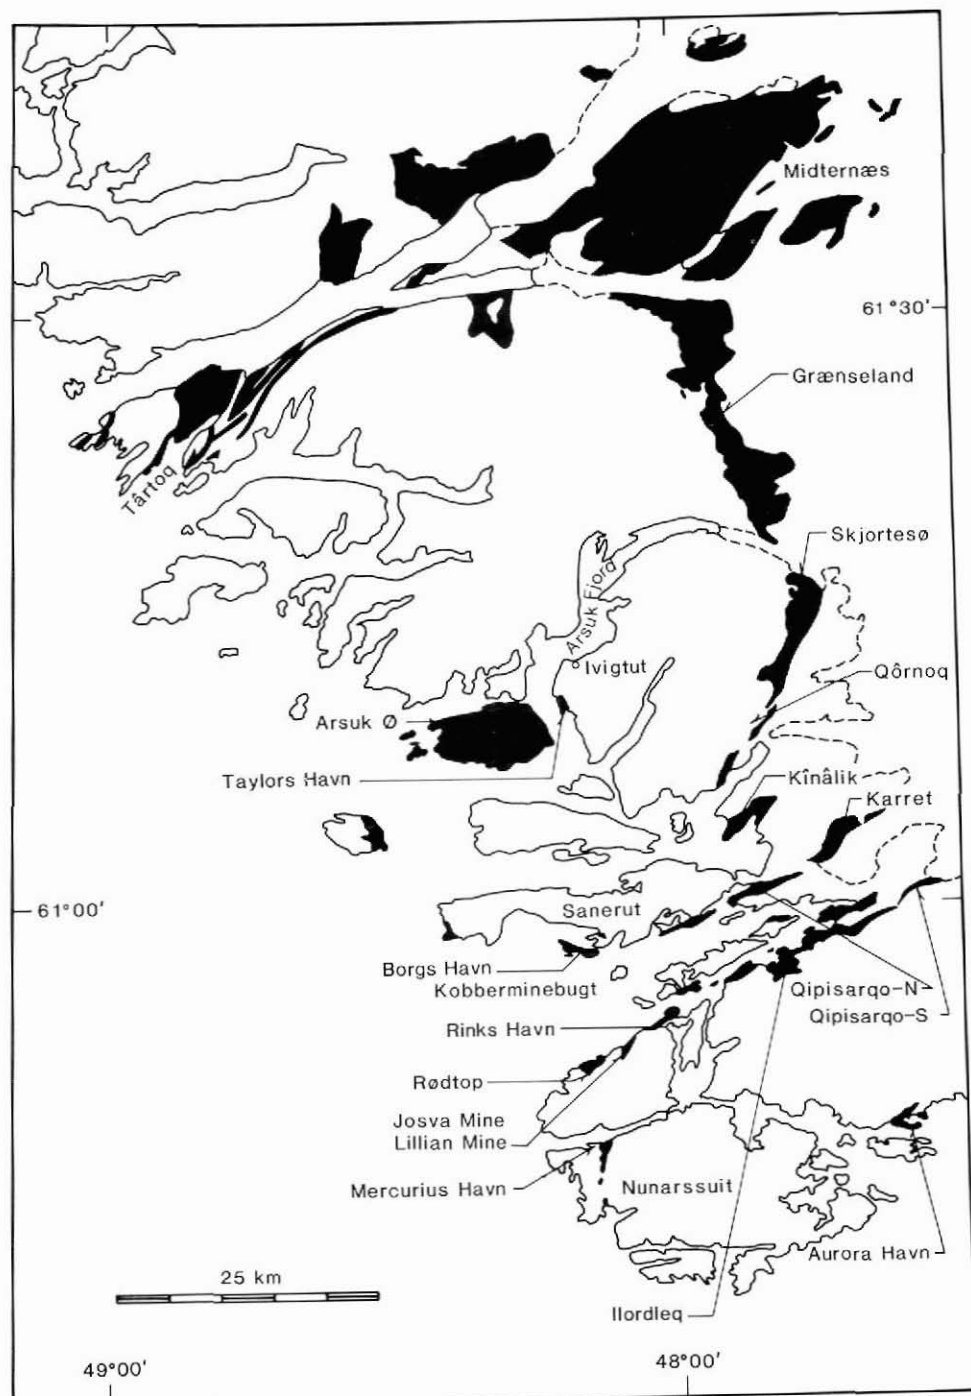 Midternæs
61°30'
Grænseland
Târtoq
Skjortesø
Arsuk Fjord
Ivigtut
Qôrnoq
Arsuk Ø
Taylors Havn
Kînâlik
Karret
61°00'
Sanerut
Borgs Havn
Kobberminebugt
Qipisarqo-N
Qipisarqo-S
Rinks Havn
Rødtop
Josva Mine
Lillian Mine
Mercurius Havn
Nunarssuit
Aurora Havn
25 km
Ilordleq
49°00'
48°00'